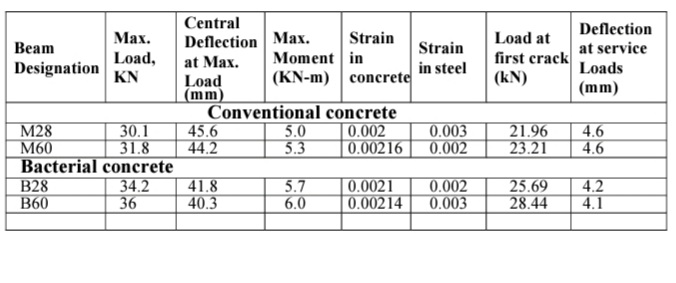 Beam Designation | Max. Load, KN | Central Deflection at Max. Load (mm) | Max. Moment (KN-m) | Strain in concrete | Strain in steel | Load at first crack (kN) | Deflection at service Loads (mm)
Conventional concrete
M28 | 30.1 | 45.6 | 5.0 | 0.002 | 0.003 | 21.96 | 4.6
M60 | 31.8 | 44.2 | 5.3 | 0.00216 | 0.002 | 23.21 | 4.6
Bacterial concrete
B28 | 34.2 | 41.8 | 5.7 | 0.0021 | 0.002 | 25.69 | 4.2
B60 | 36 | 40.3 | 6.0 | 0.00214 | 0.003 | 28.44 | 4.1